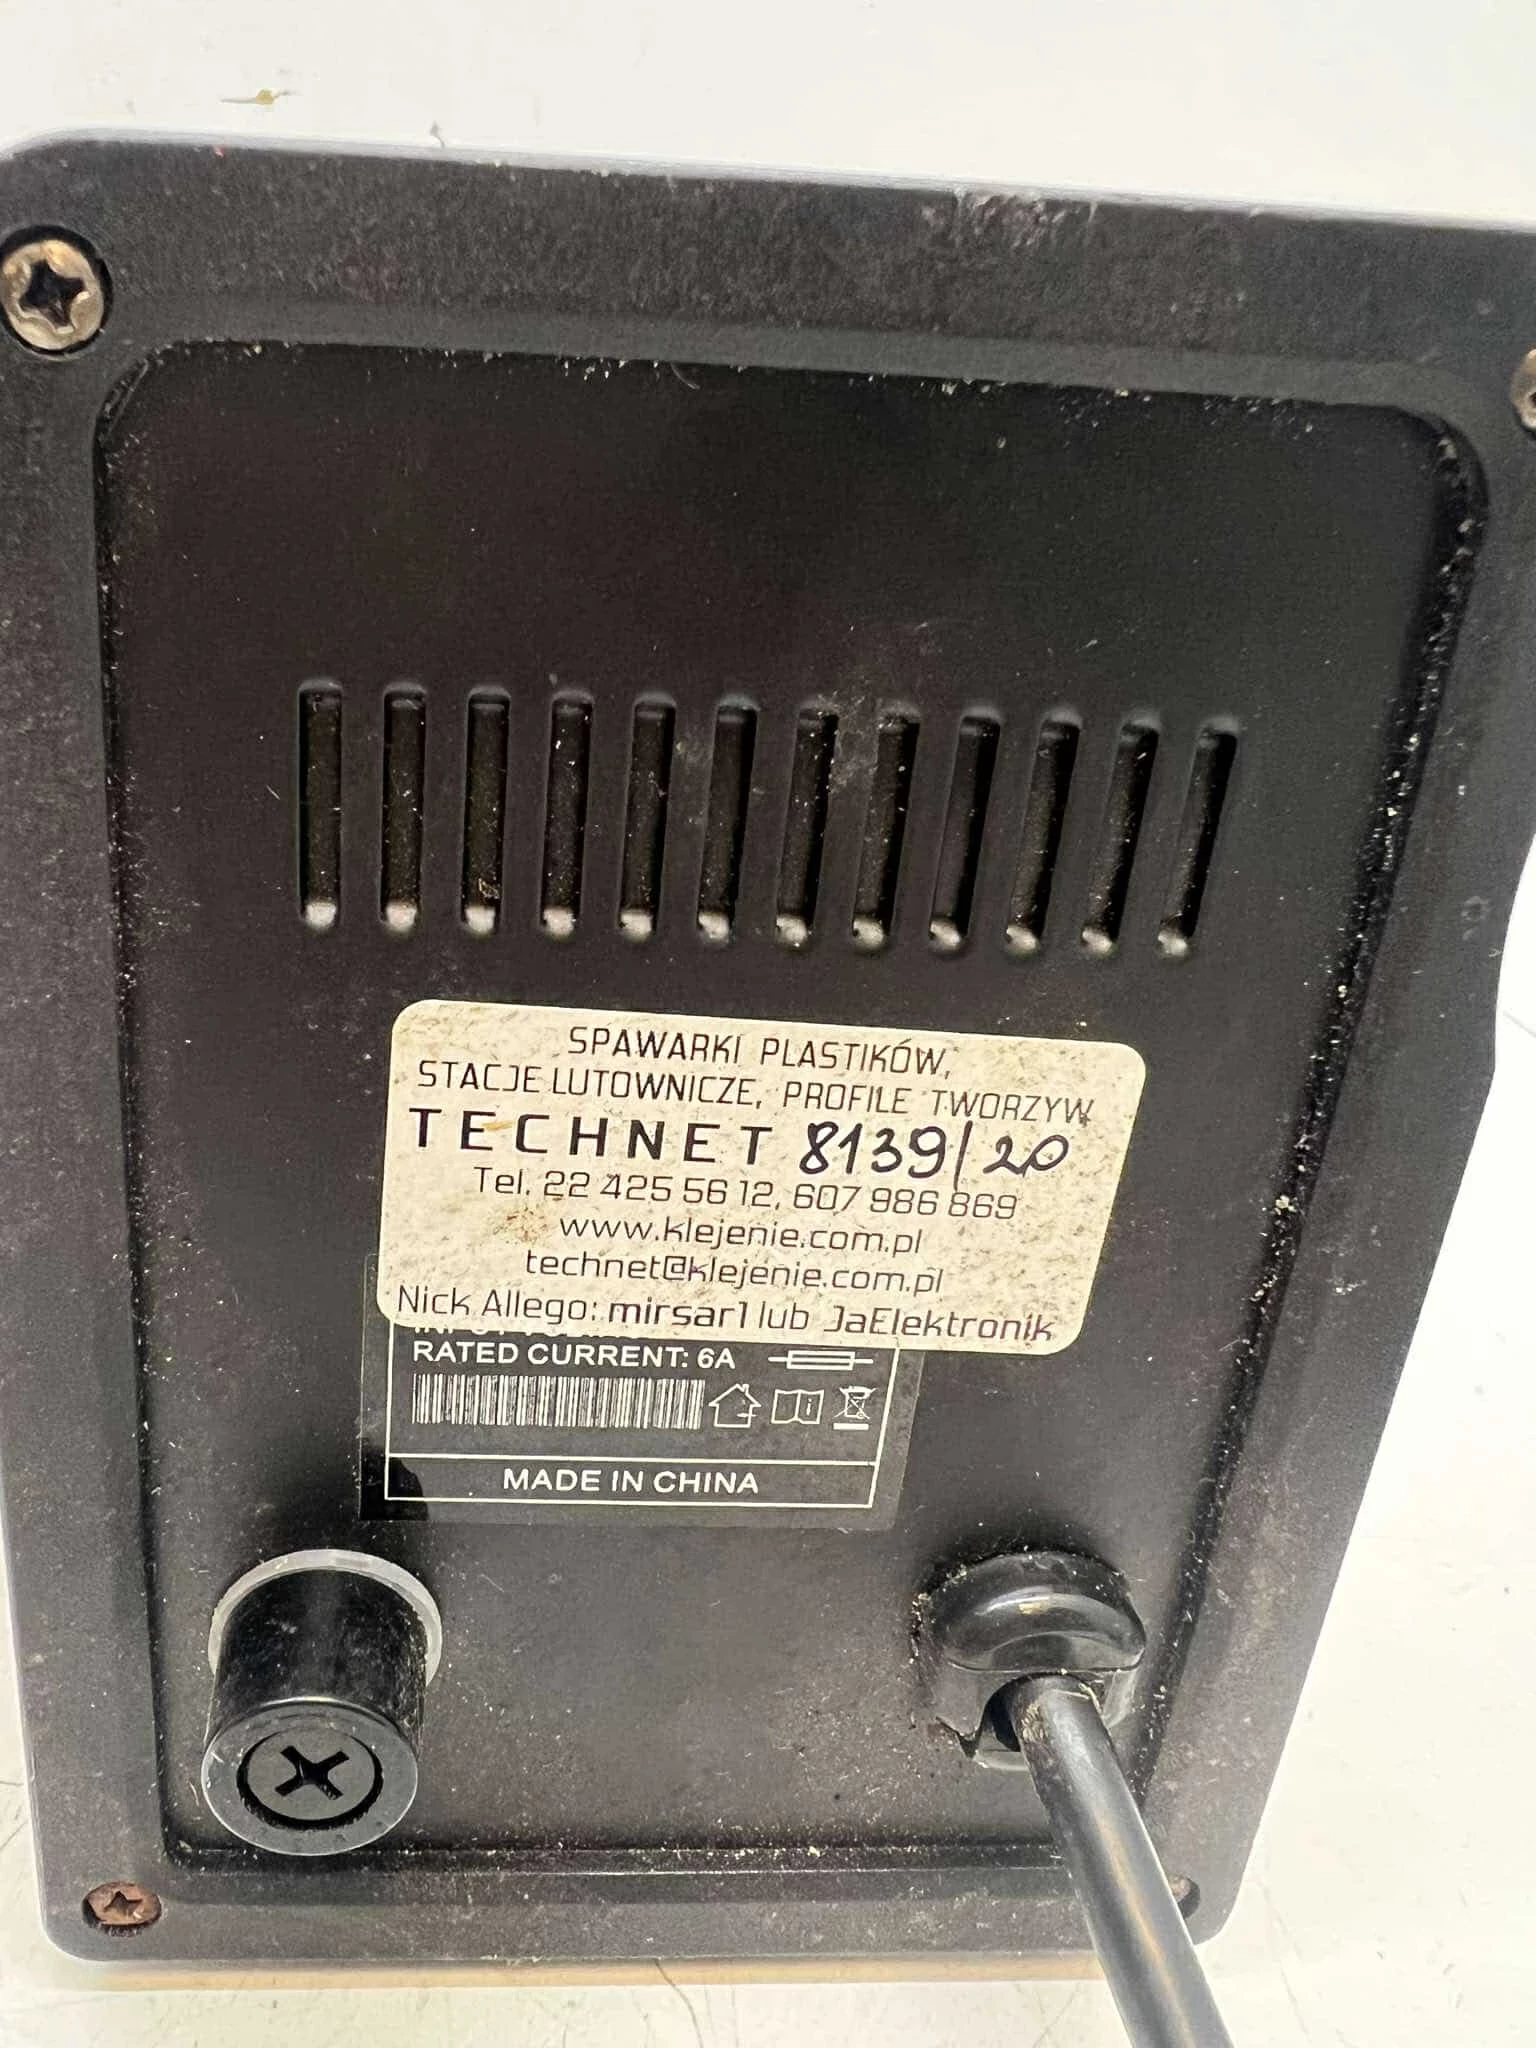 SPAWARKI PLASTIKÓW,
STACJE LUTOWNICZE, PROFILE TWORZYW
TECHNET 8139/20
Tel. 22 425 56 12, 607 986 869
www.klejenie.com.pl
technet@klejenie.com.pl
Nick Allego: mirsar1 lub JaElektronik
RATED CURRENT: 6A
MADE IN CHINA